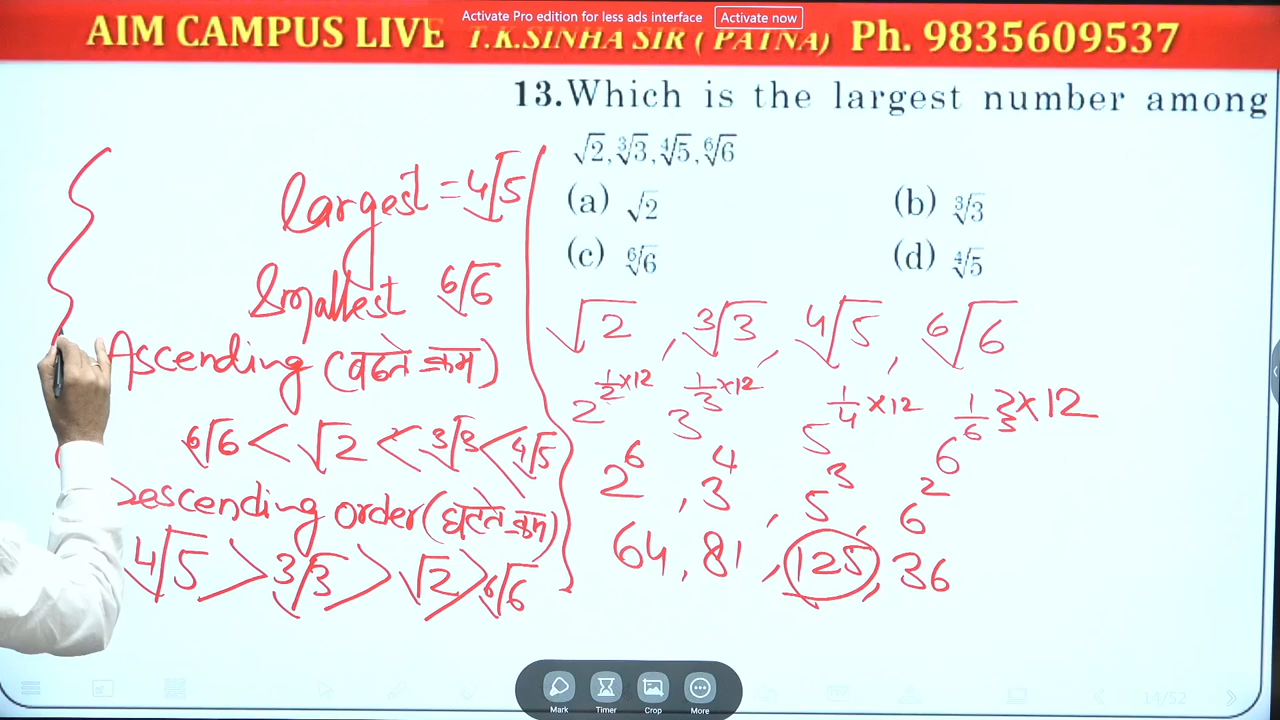 Activate Pro edition for less ads interface Activate now
AIM CAMPUS LIVE T.K.SINHA SIR ( PATNA) Ph. 9835609537
13.Which is the largest number among
√2, ∛3, ∜5, ⁶√6
(a) √2 (b) ∛3
(c) ⁶√6 (d) ∜5
largest = ∜5
Smallest ⁶√6
Ascending (बढते क्रम)
⁶√6 < √2 < ∛3 < ∜5
Descending order (घटते क्रम)
∜5 > ∛3 > √2 > ⁶√6
√2 , ∛3 , ∜5 , ⁶√6
2^(1/2 × 12) 3^(1/3 × 12) 5^(1/4 × 12) 6^(1/6 × 12)
2⁶ , 3⁴ , 5³ , 6²
64 , 81 , 125 , 36
Mark Timer Crop More
14/52